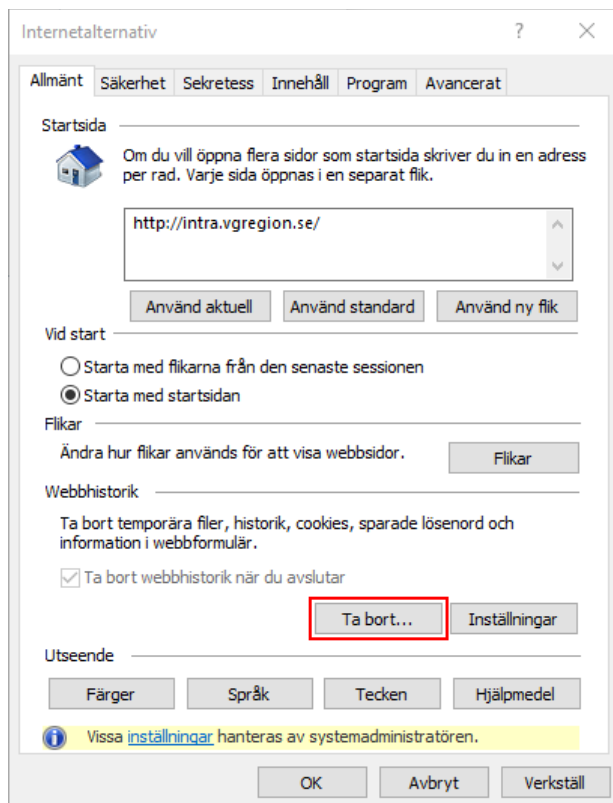 Internetalternativ
Allmänt Säkerhet Sekretess Innehåll Program Avancerat
Startsida
Om du vill öppna flera sidor som startsida skriver du in en adress
per rad. Varje sida öppnas i en separat flik.
http://intra.vgregion.se/
Använd aktuell Använd standard Använd ny flik
Vid start
Starta med flikarna från den senaste sessionen
Starta med startsidan
Flikar
Ändra hur flikar används för att visa webbsidor.
Flikar
Webbhistorik
Ta bort temporära filer, historik, cookies, sparade lösenord och
information i webbformulär.
Ta bort webbhistorik när du avslutar
Ta bort... Inställningar
Utseende
Färger Språk Tecken Hjälpmedel
Vissa inställningar hanteras av systemadministratören.
OK Avbryt Verkställ